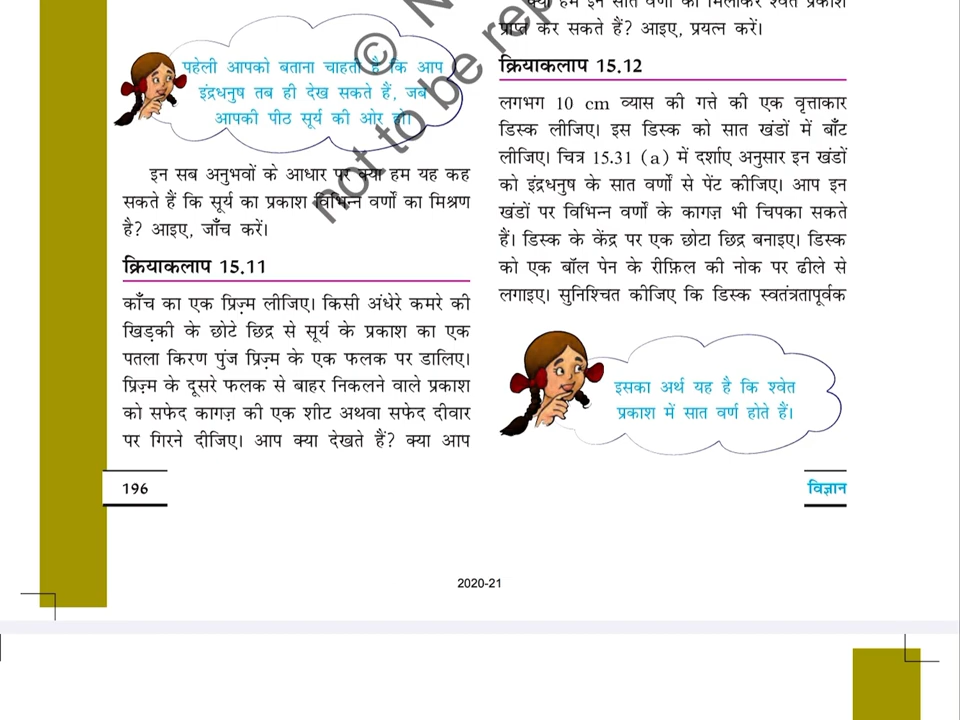 पहेली आपको बताना चाहती है कि आप
इंद्रधनुष तब ही देख सकते हैं, जब
आपकी पीठ सूर्य की ओर हो।
इन सब अनुभवों के आधार पर क्या हम यह कह
सकते हैं कि सूर्य का प्रकाश विभिन्न वर्णों का मिश्रण
है? आइए, जाँच करें।
क्रियाकलाप 15.11
काँच का एक प्रिज़्म लीजिए। किसी अंधेरे कमरे की
खिड़की के छोटे छिद्र से सूर्य के प्रकाश का एक
पतला किरण पुंज प्रिज़्म के एक फलक पर डालिए।
प्रिज़्म के दूसरे फलक से बाहर निकलने वाले प्रकाश
को सफेद कागज़ की एक शीट अथवा सफेद दीवार
पर गिरने दीजिए। आप क्या देखते हैं? क्या आप
क्या हम इन सात वर्णों को मिलाकर श्वेत प्रकाश
प्राप्त कर सकते हैं? आइए, प्रयत्न करें।
क्रियाकलाप 15.12
लगभग 10 cm व्यास की गत्ते की एक वृत्ताकार
डिस्क लीजिए। इस डिस्क को सात खंडों में बाँट
लीजिए। चित्र 15.31 (a) में दर्शाए अनुसार इन खंडों
को इंद्रधनुष के सात वर्णों से पेंट कीजिए। आप इन
खंडों पर विभिन्न वर्णों के कागज़ भी चिपका सकते
हैं। डिस्क के केंद्र पर एक छोटा छिद्र बनाइए। डिस्क
को एक बॉल पेन के रीफ़िल की नोक पर ढीले से
लगाइए। सुनिश्चित कीजिए कि डिस्क स्वतंत्रतापूर्वक
इसका अर्थ यह है कि श्वेत
प्रकाश में सात वर्ण होते हैं।
© N
not to be rep
196
विज्ञान
2020-21